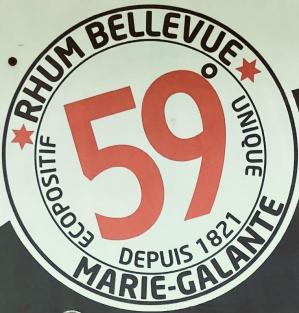 RHUM BELLEVUE
ECOPOSITIF
59°
UNIQUE
DEPUIS 1821
MARIE-GALANTE